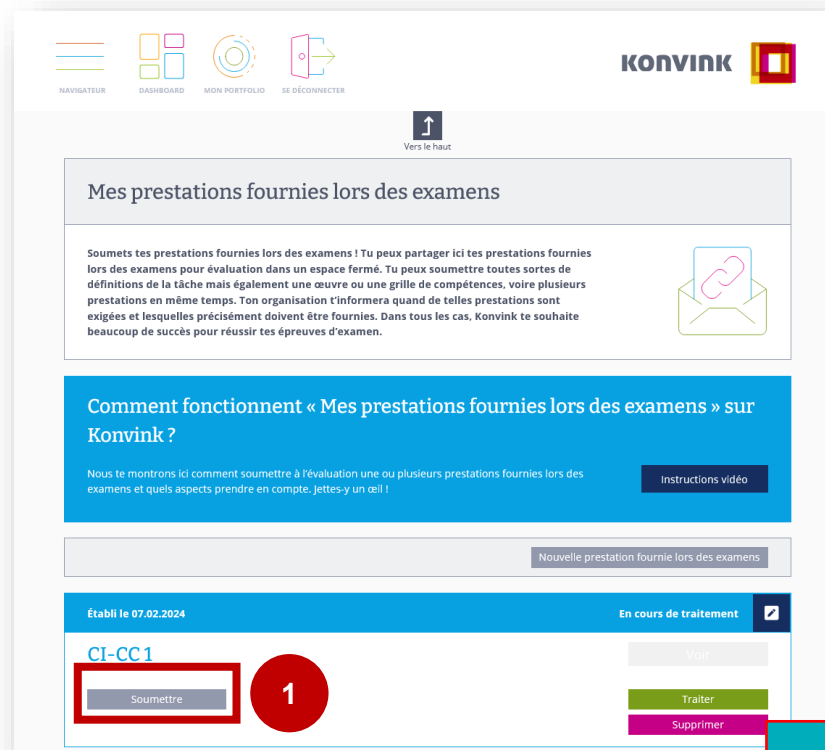 KONVINK
NAVIGATEUR DASHBOARD MON PORTFOLIO SE DÉCONNECTER
Vers le haut
Mes prestations fournies lors des examens
Soumets tes prestations fournies lors des examens ! Tu peux partager ici tes prestations fournies
lors des examens pour évaluation dans un espace fermé. Tu peux soumettre toutes sortes de
définitions de la tâche mais également une œuvre ou une grille de compétences, voire plusieurs
prestations en même temps. Ton organisation t'informera quand de telles prestations sont
exigées et lesquelles précisément doivent être fournies. Dans tous les cas, Konvink te souhaite
beaucoup de succès pour réussir tes épreuves d'examen.
Comment fonctionnent « Mes prestations fournies lors des examens » sur
Konvink ?
Nous te montrons ici comment soumettre à l'évaluation une ou plusieurs prestations fournies lors des
examens et quels aspects prendre en compte. Jettes-y un œil !
Instructions vidéo
Nouvelle prestation fournie lors des examens
Établi le 07.02.2024 En cours de traitement
CI-CC 1
Voir
Soumettre
1
Traiter
Supprimer